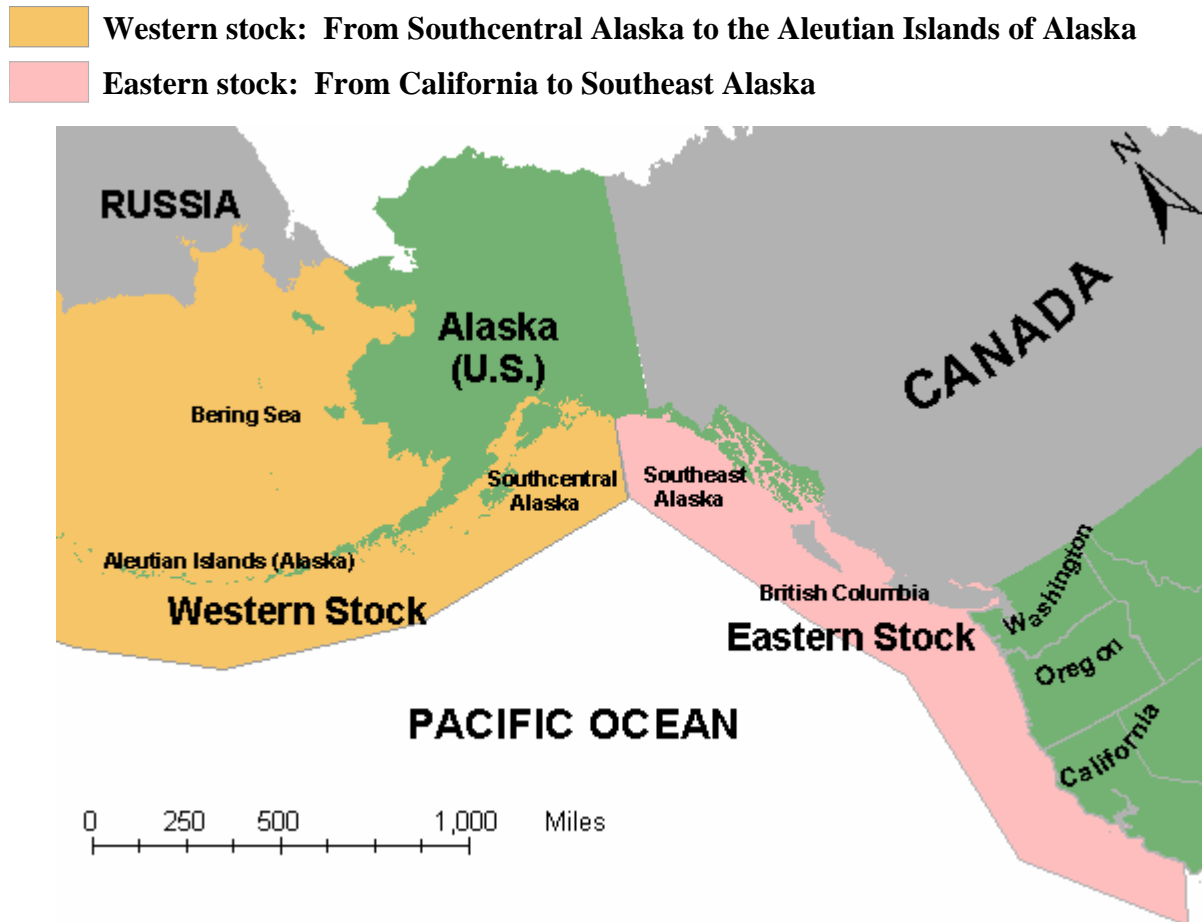 Western stock: From Southcentral Alaska to the Aleutian Islands of Alaska
Eastern stock: From California to Southeast Alaska
N
RUSSIA
CANADA
Alaska
(U.S.)
Bering Sea
Southcentral
Alaska
Southeast
Alaska
Aleutian Islands (Alaska)
Western Stock
British Columbia
Eastern Stock
Washington
Oregon
California
PACIFIC OCEAN
0 250 500 1,000 Miles